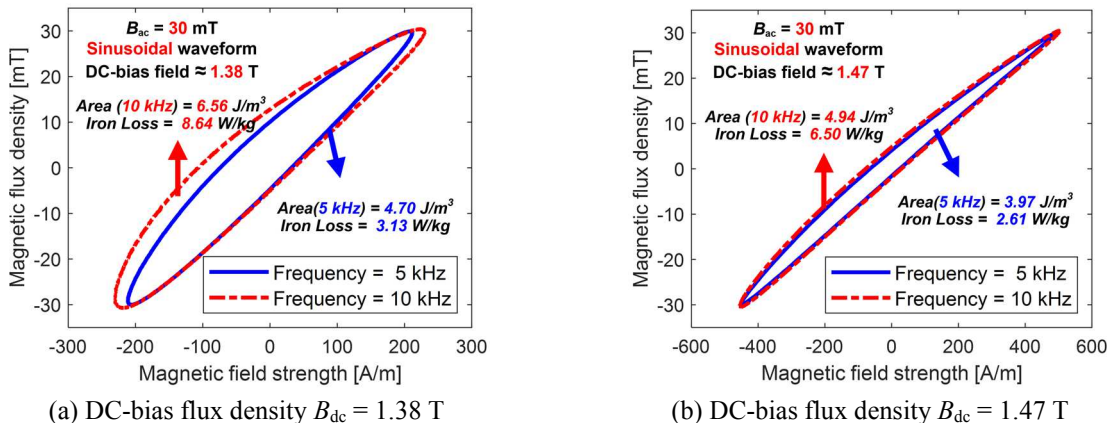 B_ac = 30 mT
Sinusoidal waveform
DC-bias field ≈ 1.38 T
Area (10 kHz) = 6.56 J/m³
Iron Loss = 8.64 W/kg
Area(5 kHz) = 4.70 J/m³
Iron Loss = 3.13 W/kg
Frequency = 5 kHz
Frequency = 10 kHz
Magnetic flux density [mT]
30
20
10
0
-10
-20
-30
-300 -200 -100 0 100 200 300
Magnetic field strength [A/m]
(a) DC-bias flux density B_dc = 1.38 T
B_ac = 30 mT
Sinusoidal waveform
DC-bias field ≈ 1.47 T
Area (10 kHz) = 4.94 J/m³
Iron Loss = 6.50 W/kg
Area(5 kHz) = 3.97 J/m³
Iron Loss = 2.61 W/kg
Frequency = 5 kHz
Frequency = 10 kHz
Magnetic flux density [mT]
30
20
10
0
-10
-20
-30
-600 -400 -200 0 200 400 600
Magnetic field strength [A/m]
(b) DC-bias flux density B_dc = 1.47 T